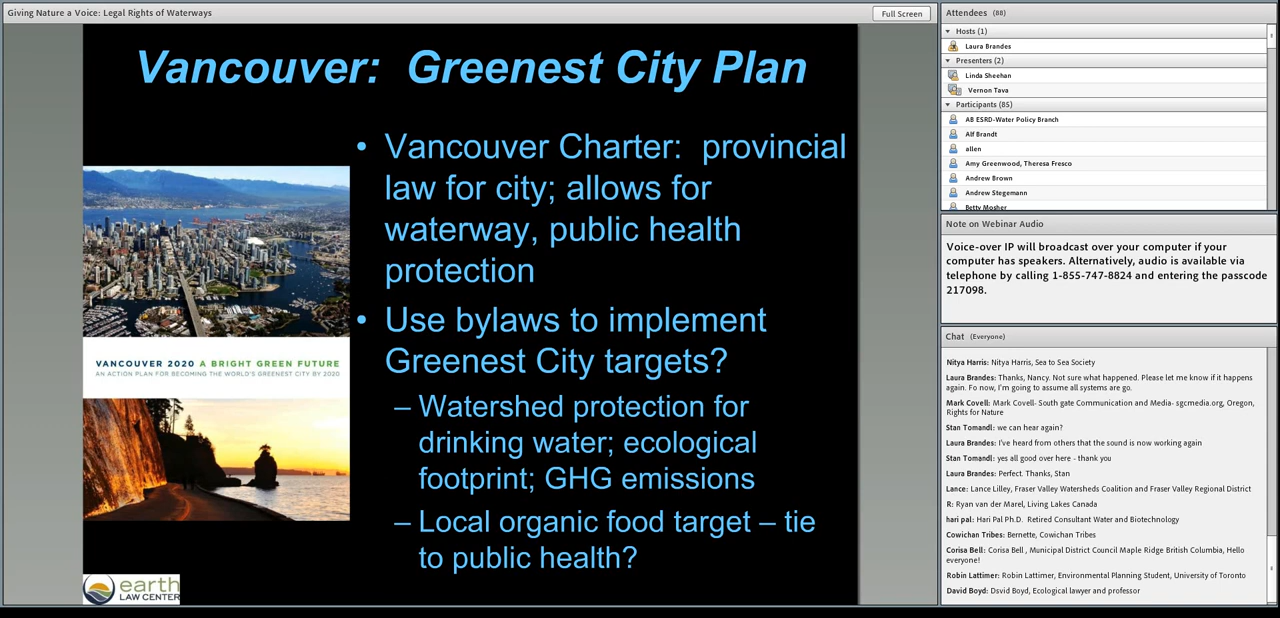 Giving Nature a Voice: Legal Rights of Waterways
Full Screen
Vancouver: Greenest City Plan
• Vancouver Charter: provincial
law for city; allows for
waterway, public health
protection
• Use bylaws to implement
Greenest City targets?
– Watershed protection for
drinking water; ecological
footprint; GHG emissions
– Local organic food target – tie
to public health?
VANCOUVER 2020 A BRIGHT GREEN FUTURE
AN ACTION PLAN FOR BECOMING THE WORLD'S GREENEST CITY BY 2020
earth
LAW CENTER
Attendees (88)
Hosts (1)
Laura Brandes
Presenters (2)
Linda Sheehan
Vernon Tava
Participants (85)
AB ESRD-Water Policy Branch
Alf Brandt
allen
Amy Greenwood, Theresa Fresco
Andrew Brown
Andrew Stegemann
Betty Mosher
Note on Webinar Audio
Voice-over IP will broadcast over your computer if your
computer has speakers. Alternatively, audio is available via
telephone by calling 1-855-747-8824 and entering the passcode
217098.
Chat (Everyone)
Nitya Harris: Nitya Harris, Sea to Sea Society
Laura Brandes: Thanks, Nancy. Not sure what happened. Please let me know if it happens
again. Fo now, I'm going to assume all systems are go.
Mark Covell: Mark Covell- South gate Communication and Media- sgcmedia.org, Oregon,
Rights for Nature
Stan Tomandl: we can hear again?
Laura Brandes: I've heard from others that the sound is now working again
Stan Tomandl: yes all good over here - thank you
Laura Brandes: Perfect. Thanks, Stan
Lance: Lance Lilley, Fraser Valley Watersheds Coalition and Fraser Valley Regional District
R: Ryan van der Marel, Living Lakes Canada
hari pal: Hari Pal Ph.D. Retired Consultant Water and Biotechnology
Cowichan Tribes: Bernette, Cowichan Tribes
Corisa Bell: Corisa Bell , Municipal District Council Maple Ridge British Columbia, Hello
everyone!
Robin Lattimer: Robin Lattimer, Environmental Planning Student, University of Toronto
David Boyd: Dsvid Boyd, Ecological lawyer and professor